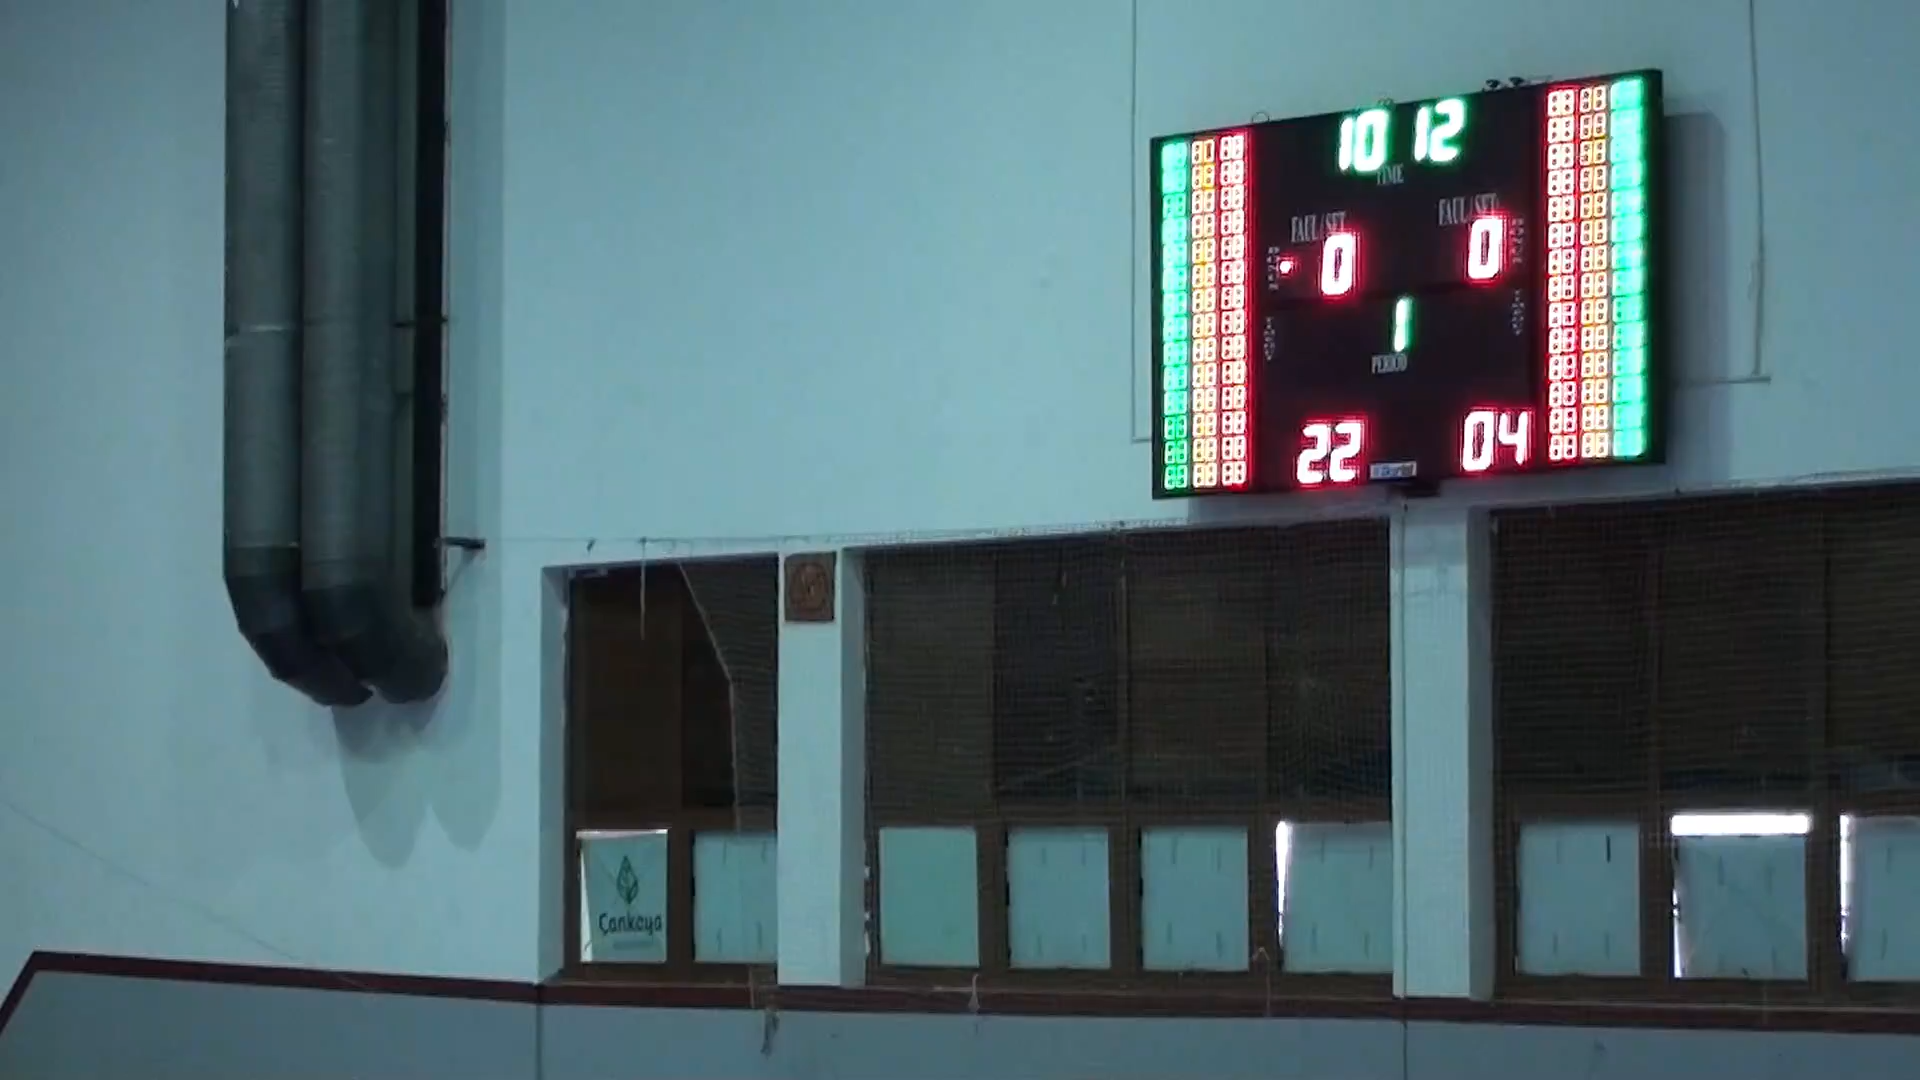 10 12
TIME
FAUL/SET FAUL/SET
0 0
1
PERIOD
22 04
Çankaya